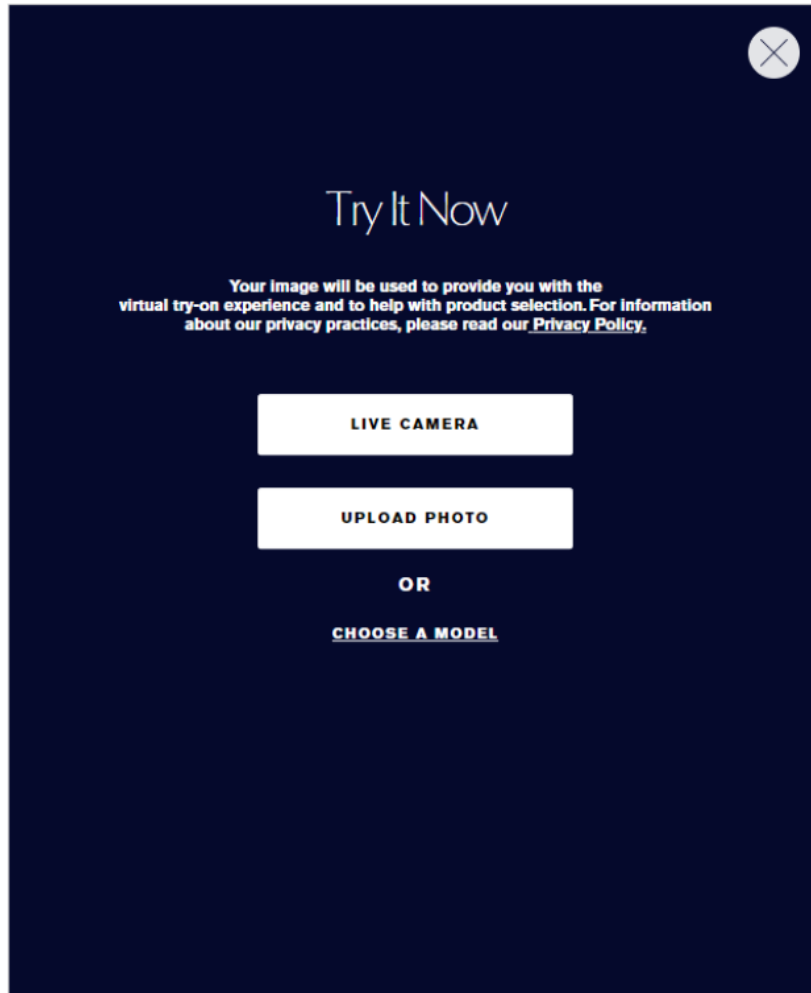 Try It Now
Your image will be used to provide you with the
virtual try-on experience and to help with product selection. For information
about our privacy practices, please read our Privacy Policy.
LIVE CAMERA
UPLOAD PHOTO
OR
CHOOSE A MODEL